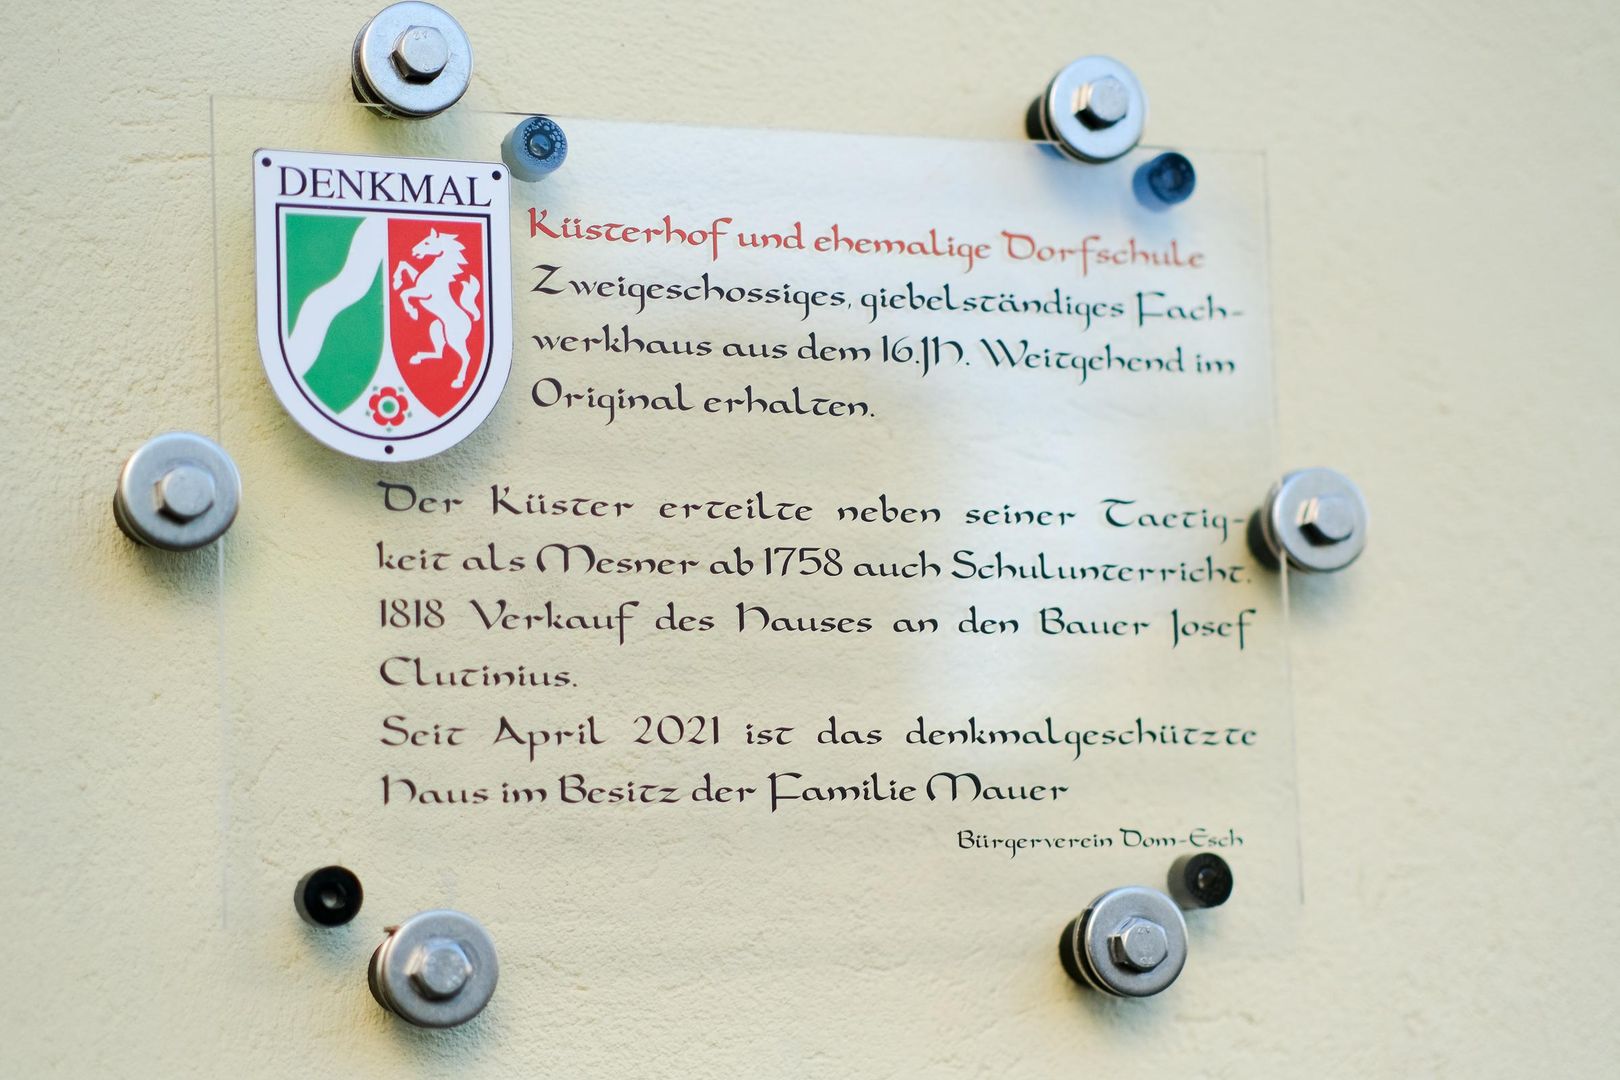 DENKMAL
Küsterhof und ehemalige Dorfschule
Zweigeschossiges, giebelständiges Fach-
werkhaus aus dem 16.Jh. Weitgehend im
Original erhalten.
Der Küster erteilte neben seiner Taetig-
keit als Mesner ab 1758 auch Schulunterricht.
1818 Verkauf des Hauses an den Bauer Josef
Clutinius.
Seit April 2021 ist das denkmalgeschützte
Haus im Besitz der Familie Mauer
Bürgerverein Dom-Esch